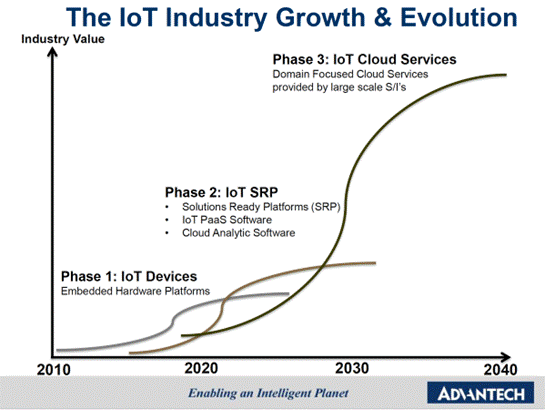 The IoT Industry Growth & Evolution
Industry Value
Phase 3: IoT Cloud Services
Domain Focused Cloud Services
provided by large scale S/I's
Phase 2: IoT SRP
• Solutions Ready Platforms (SRP)
• IoT PaaS Software
• Cloud Analytic Software
Phase 1: IoT Devices
Embedded Hardware Platforms
2010 2020 2030 2040
Enabling an Intelligent Planet
ADVANTECH